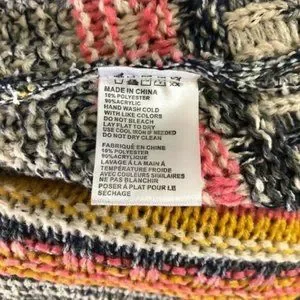 MADE IN CHINA
10% POLYESTER
90%ACRYLIC
HAND WASH COLD
WITH LIKE COLORS
DO NOT BLEACH
LAY FLAT TO DRY
USE COOL IRON IF NEEDED
DO NOT DRY CLEAN
FABRIQUÉ EN CHINE
10% POLYESTER
90%ACRYLIQUE
LAVAGE À LA MAIN À
TEMPÉRATURE FROIDE
AVEC COULEURS SIMILAIRES
NE PAS BLANCHIR
POSER À PLAT POUR LE
SÉCHAGE